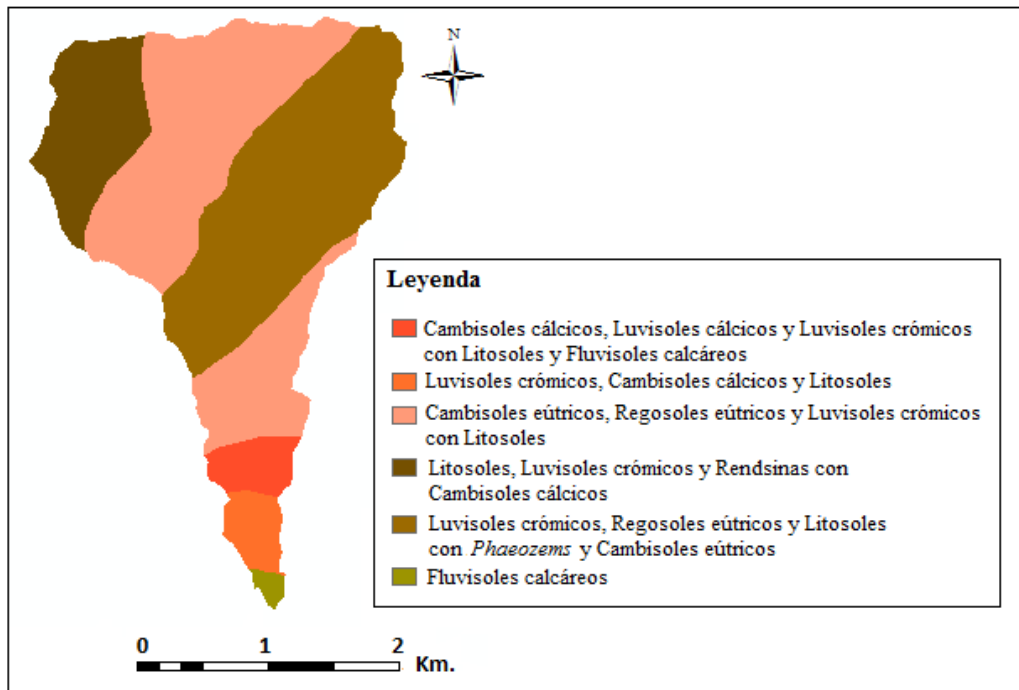 N
Leyenda
Cambisoles cálcicos, Luvisoles cálcicos y Luvisoles crómicos
con Litosoles y Fluvisoles calcáreos
Luvisoles crómicos, Cambisoles cálcicos y Litosoles
Cambisoles eútricos, Regosoles eútricos y Luvisoles crómicos
con Litosoles
Litosoles, Luvisoles crómicos y Rendsinas con
Cambisoles cálcicos
Luvisoles crómicos, Regosoles eútricos y Litosoles
con Phaeozems y Cambisoles eútricos
Fluvisoles calcáreos
0 1 2
Km.